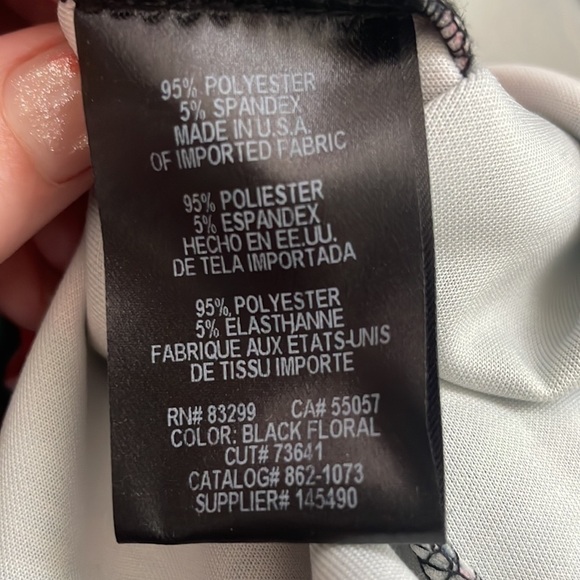 95% POLYESTER
5% SPANDEX
MADE IN U.S.A.
OF IMPORTED FABRIC
95% POLIESTER
5% ESPANDEX
HECHO EN EE.UU.
DE TELA IMPORTADA
95% POLYESTER
5% ELASTHANNE
FABRIQUE AUX ETATS-UNIS
DE TISSU IMPORTE
RN# 83299 CA# 55057
COLOR: BLACK FLORAL
CUT# 73641
CATALOG# 862-1073
SUPPLIER# 145490